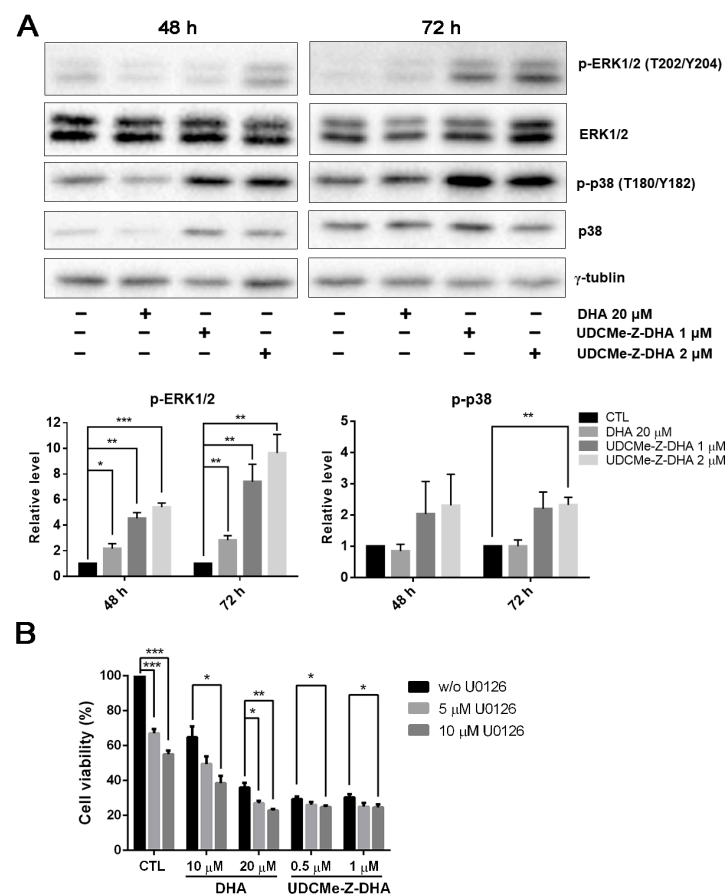 A
48 h 72 h
p-ERK1/2 (T202/Y204)
ERK1/2
p-p38 (T180/Y182)
p38
γ-tublin
– + – – – + – – DHA 20 µM
– – + – – – + – UDCMe-Z-DHA 1 µM
– – – + – – – + UDCMe-Z-DHA 2 µM
p-ERK1/2
Relative level
12
10
8
6
4
2
0
*
**
***
**
**
**
48 h
72 h
p-p38
Relative level
5
4
3
2
1
0
**
48 h
72 h
CTL
DHA 20 µM
UDCMe-Z-DHA 1 µM
UDCMe-Z-DHA 2 µM
B
Cell viability (%)
100
80
60
40
20
0
***
***
*
**
*
*
*
w/o U0126
5 µM U0126
10 µM U0126
CTL 10 µM 20 µM 0.5 µM 1 µM
DHA UDCMe-Z-DHA